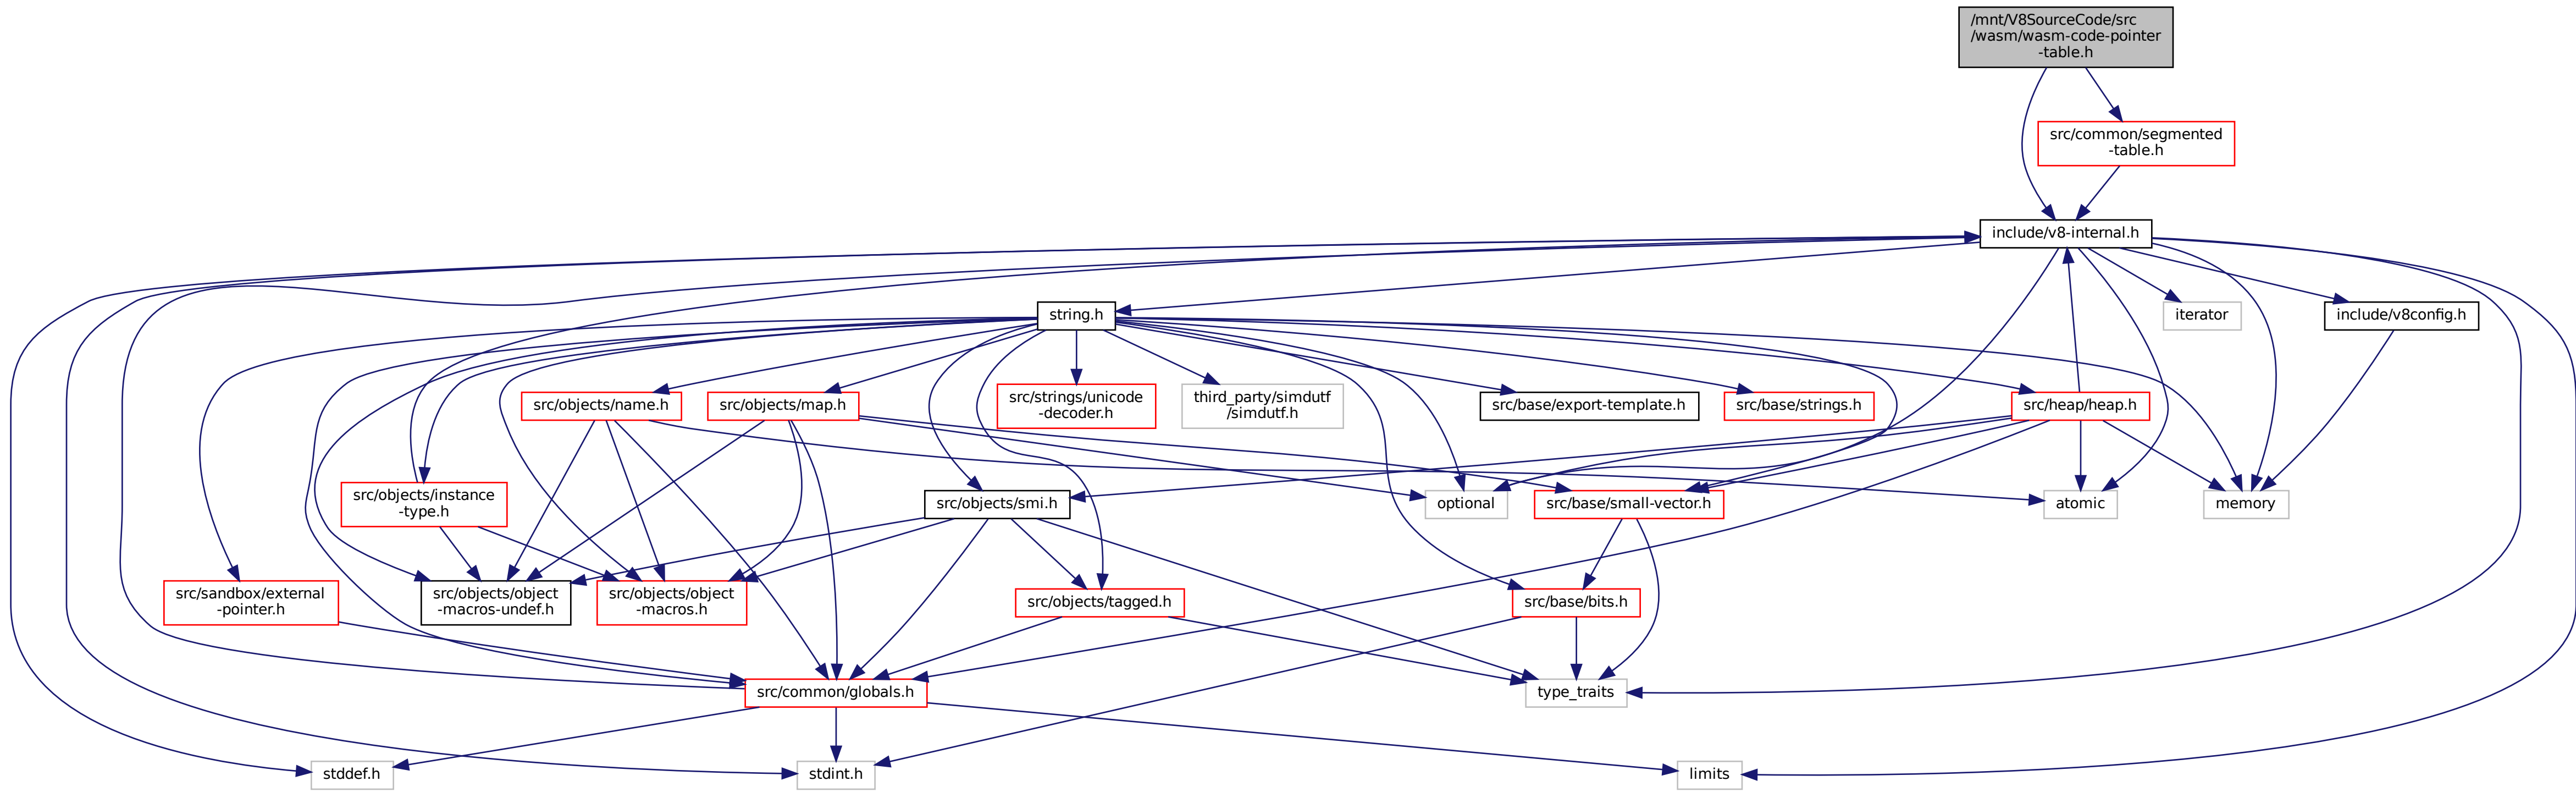 /mnt/V8SourceCode/src
/wasm/wasm-code-pointer
-table.h
src/common/segmented
-table.h
include/v8-internal.h
string.h
iterator
include/v8config.h
src/objects/name.h
src/objects/map.h
src/strings/unicode
-decoder.h
third_party/simdutf
/simdutf.h
src/base/export-template.h
src/base/strings.h
src/heap/heap.h
src/objects/instance
-type.h
src/objects/smi.h
optional
src/base/small-vector.h
atomic
memory
src/sandbox/external
-pointer.h
src/objects/object
-macros-undef.h
src/objects/object
-macros.h
src/objects/tagged.h
src/base/bits.h
src/common/globals.h
type_traits
stddef.h
stdint.h
limits